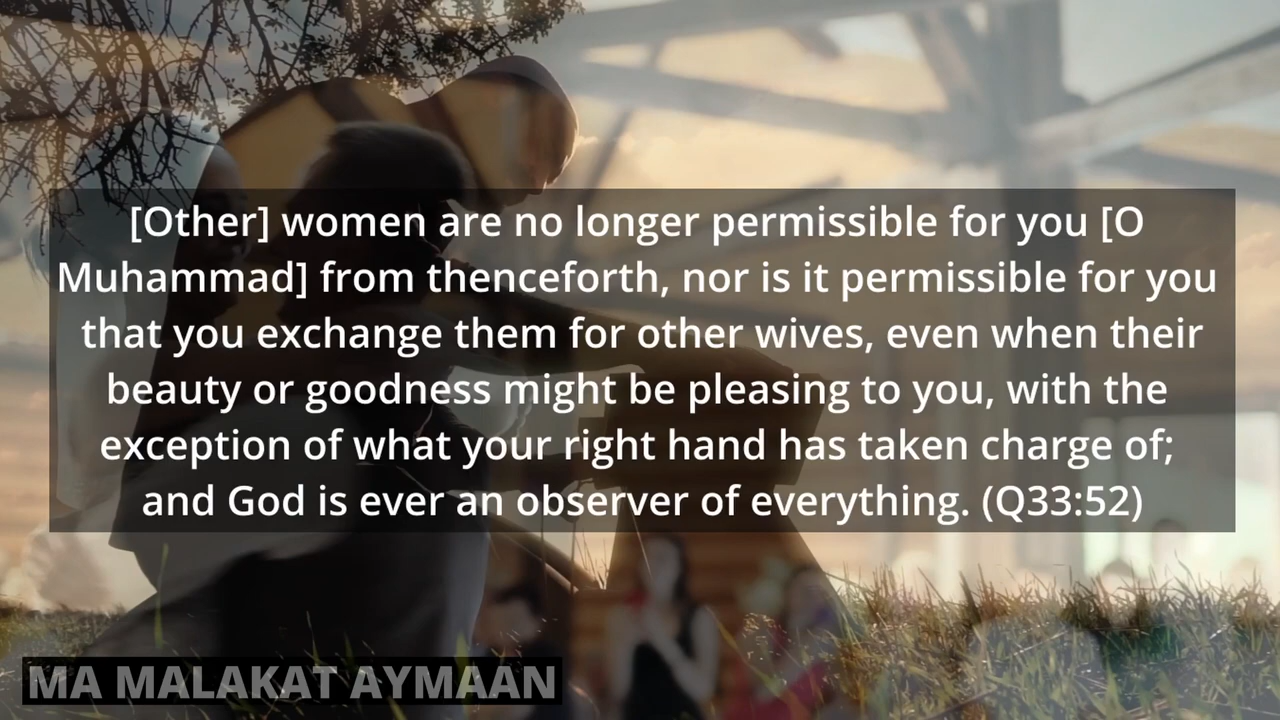 [Other] women are no longer permissible for you [O
Muhammad] from thenceforth, nor is it permissible for you
that you exchange them for other wives, even when their
beauty or goodness might be pleasing to you, with the
exception of what your right hand has taken charge of;
and God is ever an observer of everything. (Q33:52)
MA MALAKAT AYMAAN